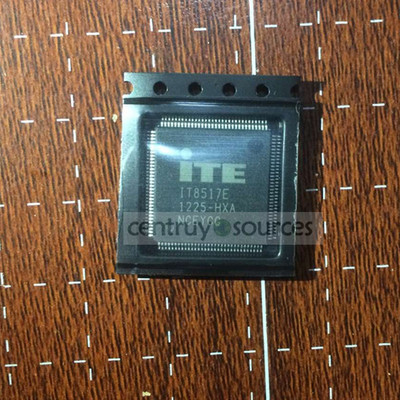 iTE
IT8517E
1225-HXA
centruy sources